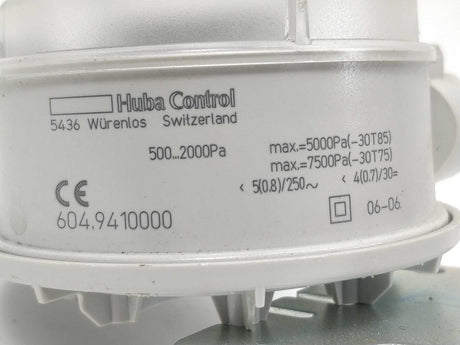 Huba Control
5436 Würenlos Switzerland
500...2000Pa
max.=5000Pa(-30T85)
max.=7500Pa(-30T75)
< 5(0.8)/250~ < 4(0.7)/30=
CE
604.9410000
06-06